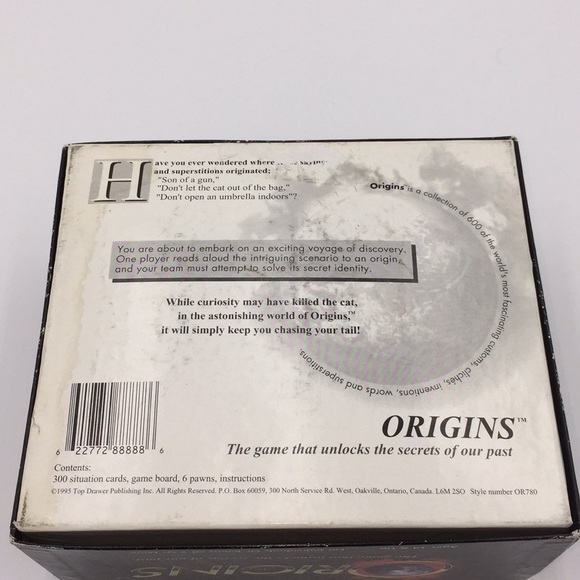 Have you ever wondered where saying
and superstitions originated;
"Son of a gun,"
"Don't let the cat out of the bag,"
"Don't open an umbrella indoors"?
Origins™ is a collection of 600 of the world's most fascinating customs, clichés, inventions, words and superstitions.
You are about to embark on an exciting voyage of discovery.
One player reads aloud the intriguing scenario to an origin,
and your team must attempt to solve its secret identity.
While curiosity may have killed the cat,
in the astonishing world of Origins,™
it will simply keep you chasing your tail!
ORIGINS™
The game that unlocks the secrets of our past
6 22772 88888 6
Contents:
300 situation cards, game board, 6 pawns, instructions
©1995 Top Drawer Publishing Inc. All Rights Reserved. P.O. Box 60059, 300 North Service Rd. West, Oakville, Ontario, Canada. L6M 2SO Style number OR780
ORIGINS